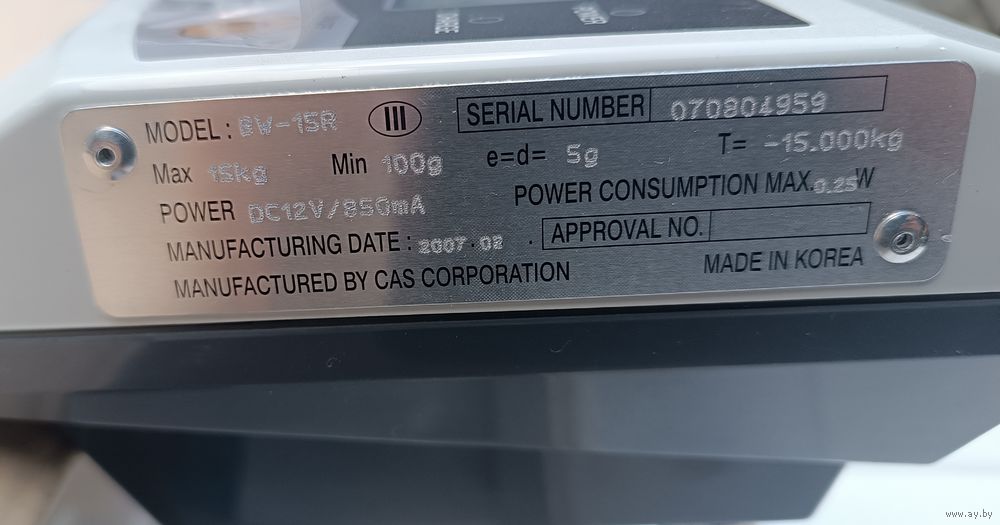 MODEL : SW-15R III SERIAL NUMBER 070804959
Max 15kg Min 100g e=d= 5g T= -15.000kg
POWER DC12V/850mA POWER CONSUMPTION MAX.0.25W
MANUFACTURING DATE : 2007.02 . APPROVAL NO.
MANUFACTURED BY CAS CORPORATION MADE IN KOREA
www.ay.by